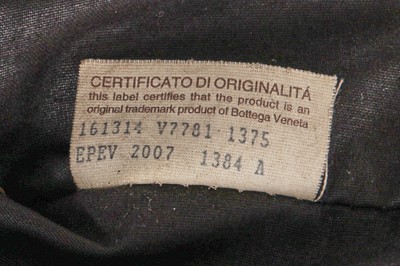 CERTIFICATO DI ORIGINALITÁ
this label certifies that the product is an
original trademark product of Bottega Veneta
161314 V7781 1375
EPEV 2007 1384 A